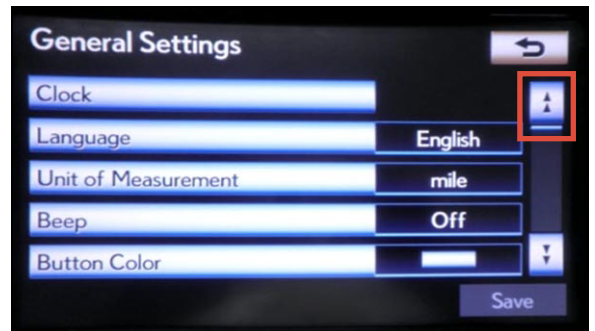 General Settings
Clock
Language English
Unit of Measurement mile
Beep Off
Button Color
Save